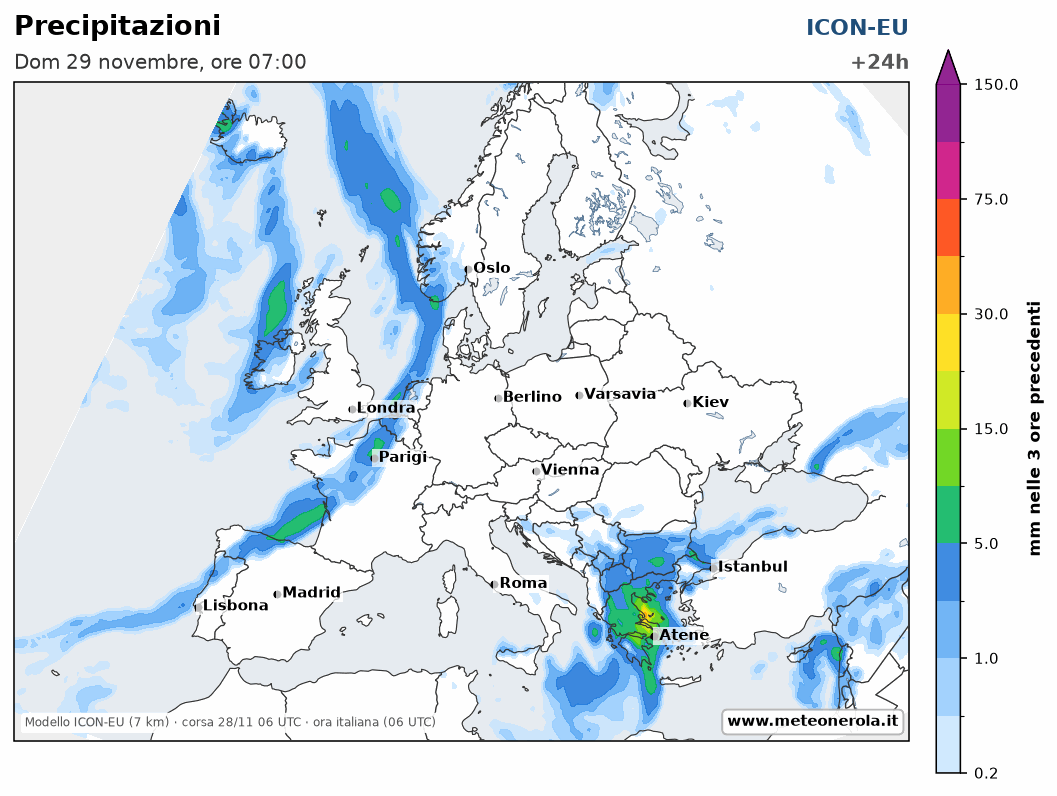 Precipitazioni
ICON-EU
Dom 29 novembre, ore 07:00
+24h
150.0
75.0
30.0
15.0
5.0
1.0
0.2
mm nelle 3 ore precedenti
Oslo
Berlino
Varsavia
Kiev
Londra
Parigi
Vienna
Istanbul
Roma
Madrid
Lisbona
Atene
Modello ICON-EU (7 km) · corsa 28/11 06 UTC · ora italiana (06 UTC)
www.meteonerola.it